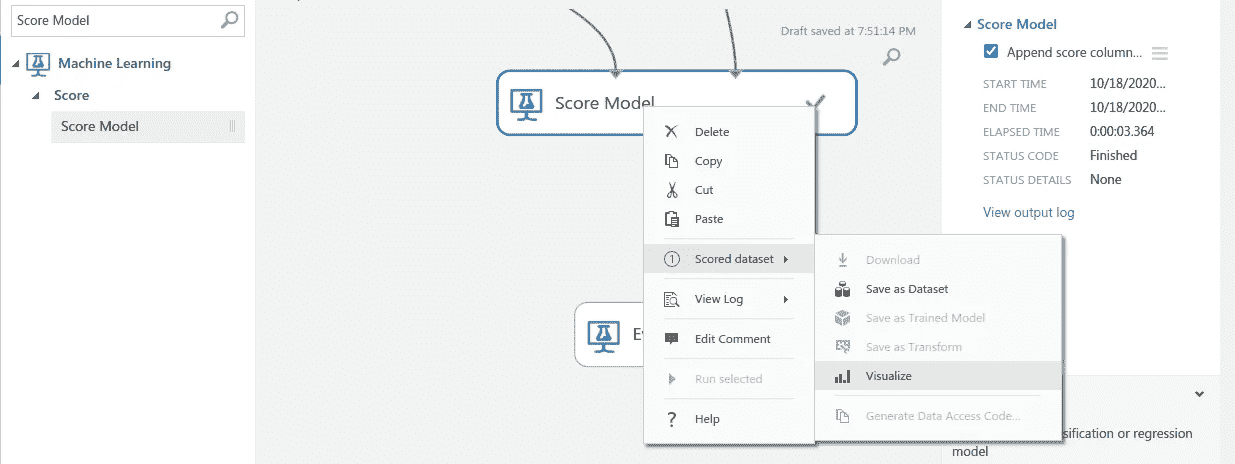 Score Model
Machine Learning
Score
Score Model
Draft saved at 7:51:14 PM
Score Model
Delete
Copy
Cut
Paste
1
Scored dataset
View Log
Edit Comment
Run selected
Help
Download
Save as Dataset
Save as Trained Model
Save as Transform
Visualize
Generate Data Access Code...
Score Model
Append score column...
START TIME 10/18/2020...
END TIME 10/18/2020...
ELAPSED TIME 0:00:03.364
STATUS CODE Finished
STATUS DETAILS None
View output log
or regression
model